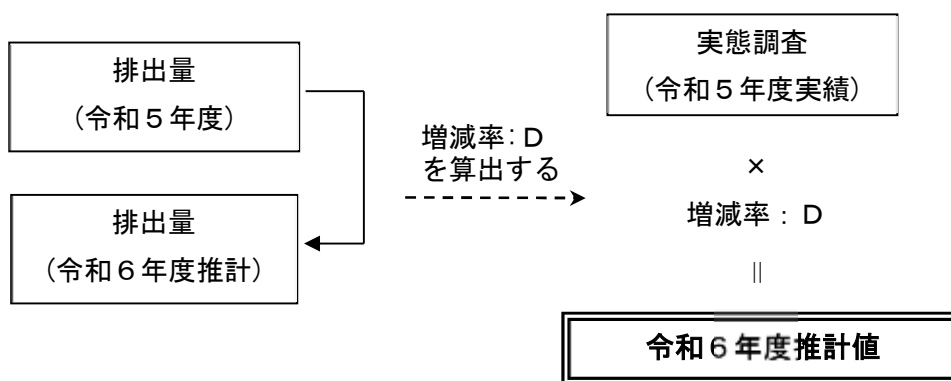 排出量
(令和５年度)
排出量
(令和６年度推計)
増減率：Ｄ
を算出する
実態調査
(令和５年度実績)
×
増減率：Ｄ
||
令和６年度推計値